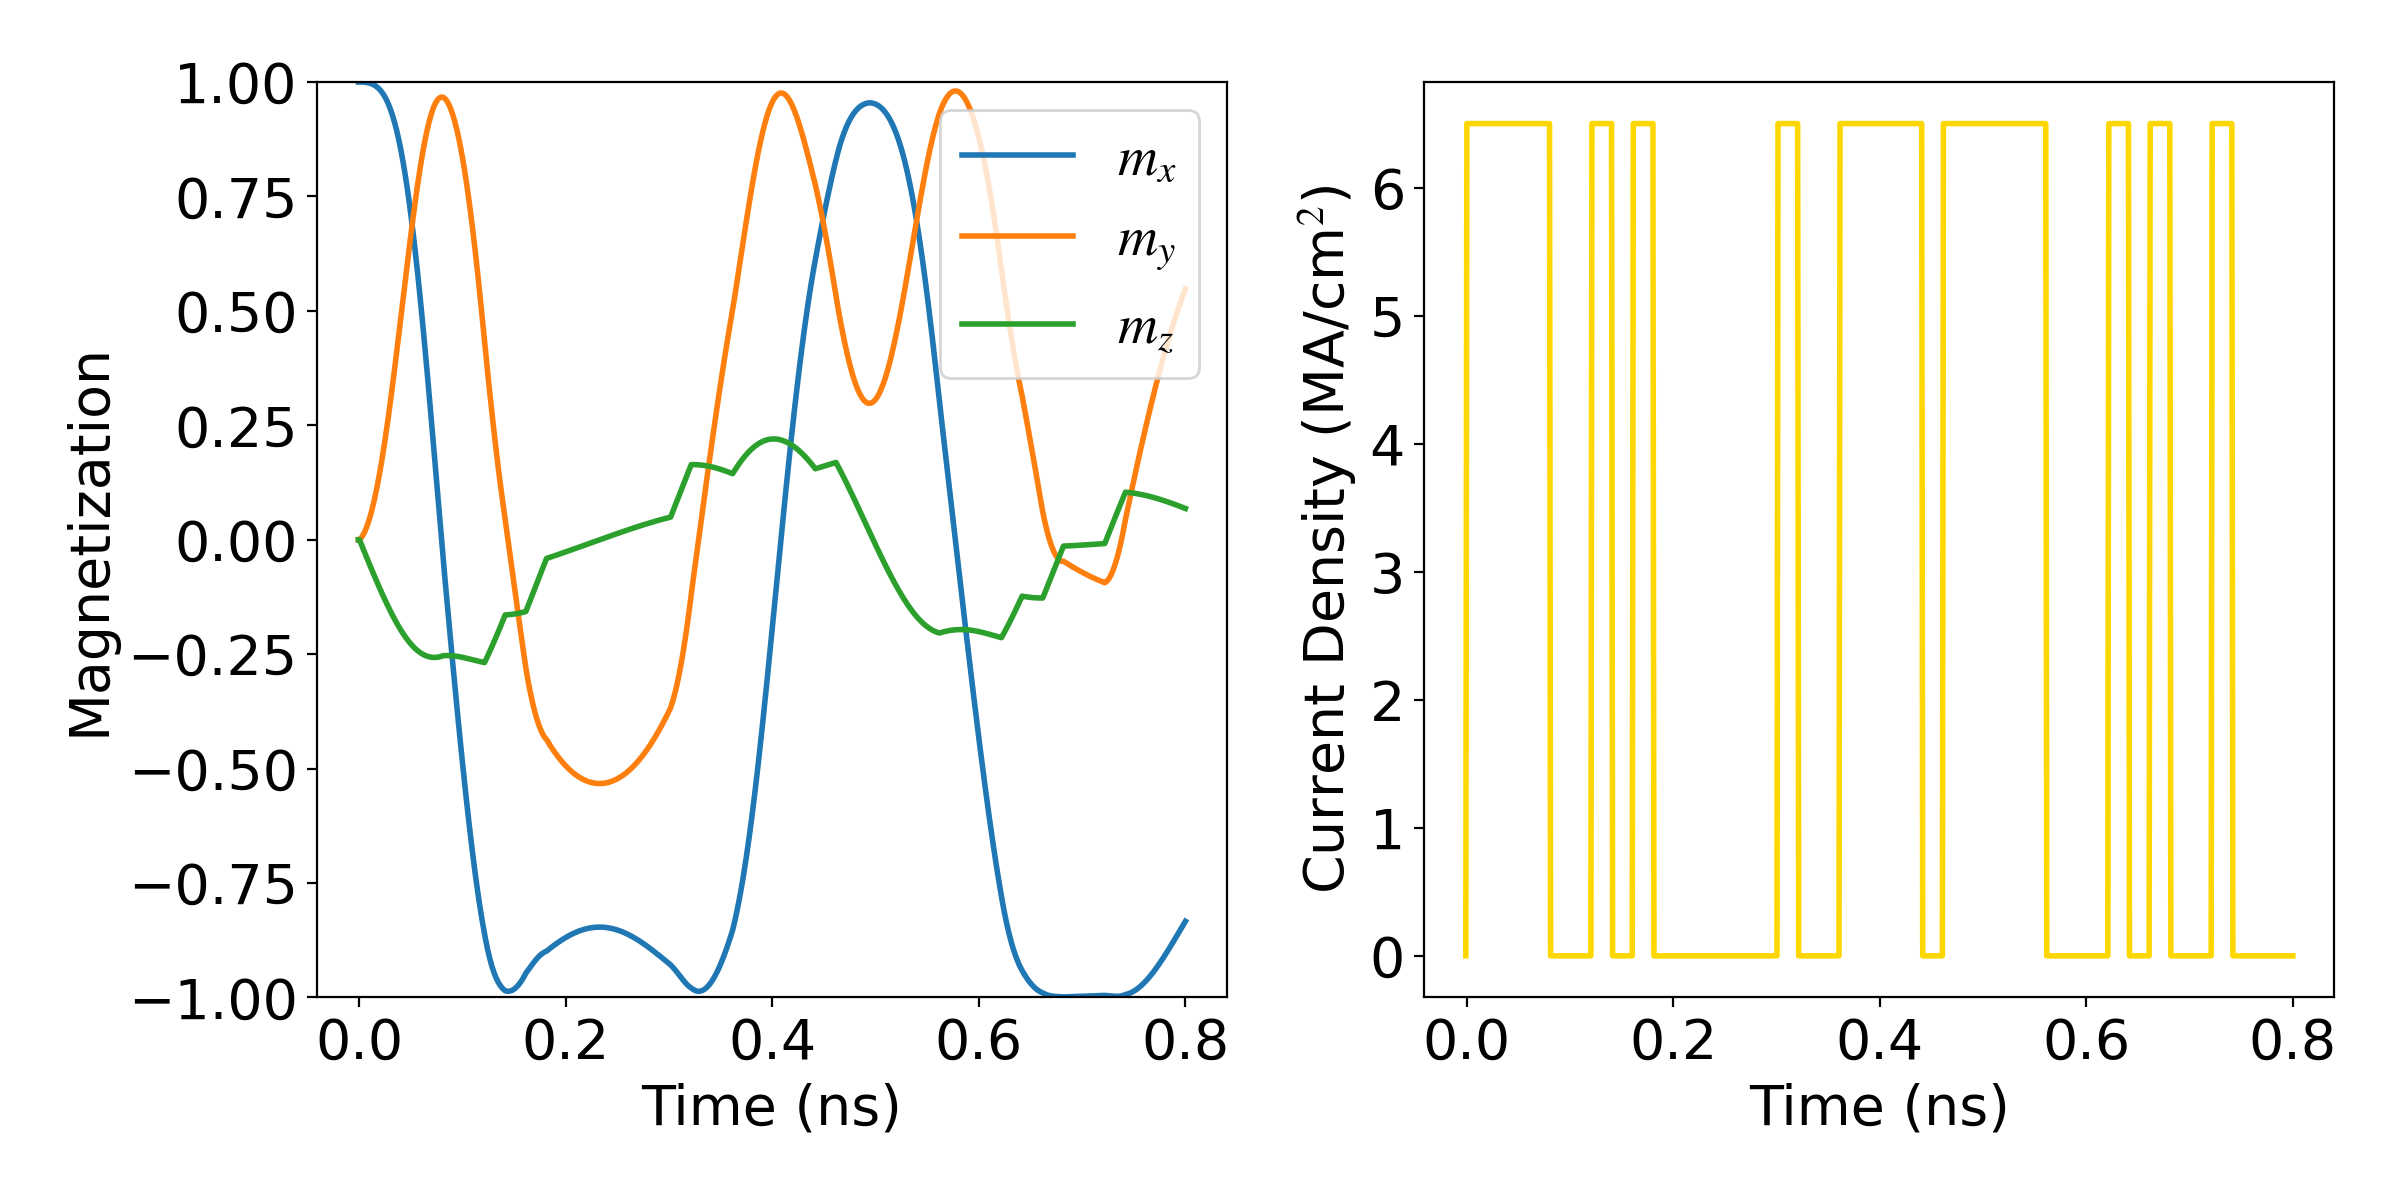 1.00
0.75
0.50
0.25
0.00
−0.25
−0.50
−0.75
−1.00
Magnetization
0.0 0.2 0.4 0.6 0.8
Time (ns)
mₓ
m_y
m_z
6
5
4
3
2
1
0
Current Density (MA/cm²)
0.0 0.2 0.4 0.6 0.8
Time (ns)